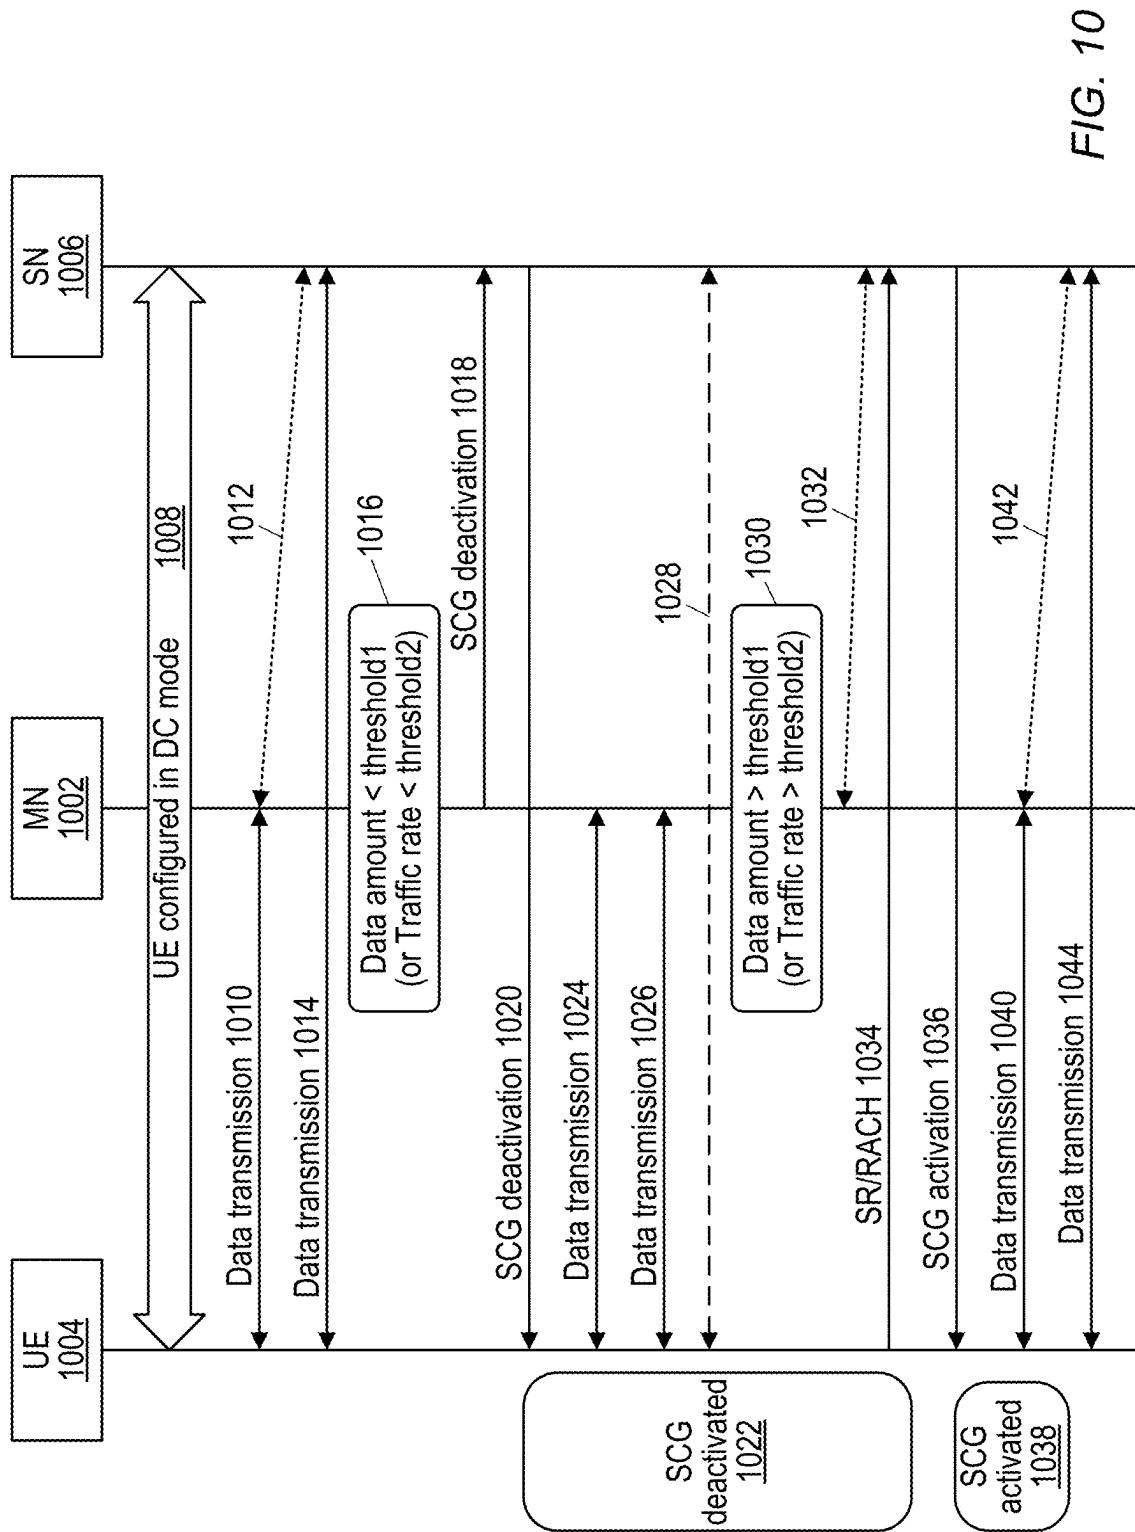 UE
1004
MN
1002
SN
1006
UE configured in DC mode 1008
Data transmission 1010
1012
Data transmission 1014
Data amount < threshold1
(or Traffic rate < threshold2)
1016
SCG deactivation 1018
SCG deactivation 1020
SCG
deactivated
1022
Data transmission 1024
Data transmission 1026
1028
Data amount > threshold1
(or Traffic rate > threshold2)
1030
1032
SR/RACH 1034
SCG activation 1036
SCG
activated
1038
Data transmission 1040
1042
Data transmission 1044
FIG. 10